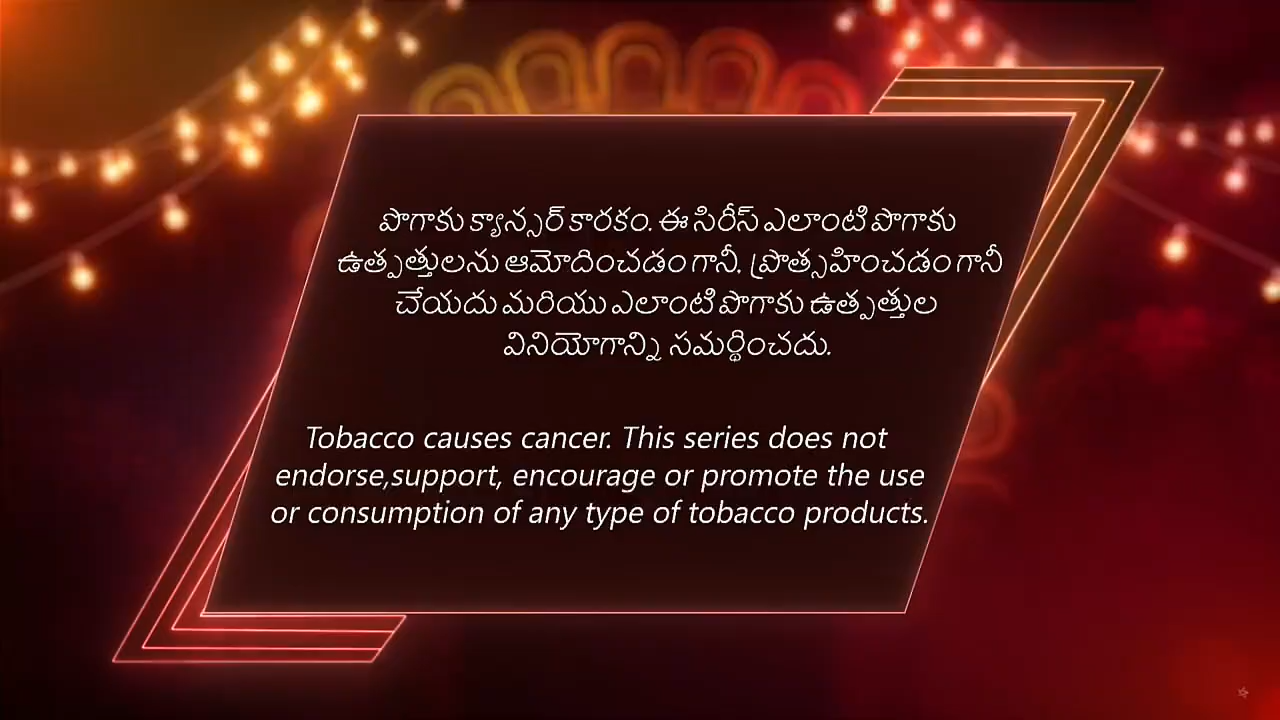 పొగాకు క్యాన్సర్ కారకం. ఈ సిరీస్ ఎలాంటి పొగాకు
ఉత్పత్తులను ఆమోదించడం గానీ. ప్రొత్సహించడం గానీ
చేయదు మరియు ఎలాంటి పొగాకు ఉత్పత్తుల
వినియోగాన్ని సమర్థించదు.
Tobacco causes cancer. This series does not
endorse,support, encourage or promote the use
or consumption of any type of tobacco products.